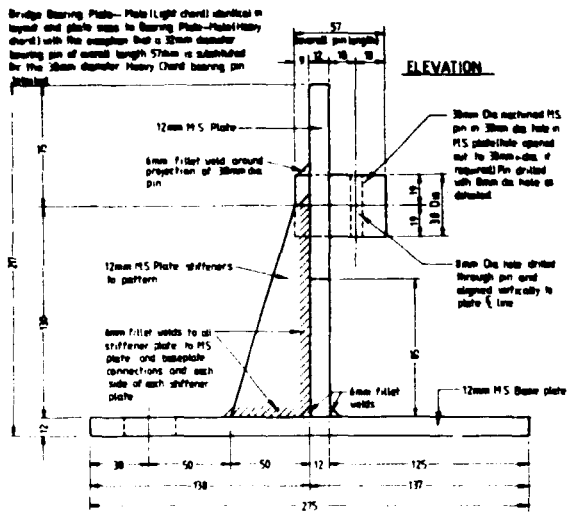 Bridge Bearing Plate - Male (Light chord) identical in
layout and plate sizes to Bearing Plate - Male (Heavy
chord) with the exception that a 32mm diameter
bearing pin of overall length 57mm is substituted
for the 38mm diameter Heavy Chord bearing pin
detailed
57
(overall pin length)
9 12 18 18
ELEVATION
12mm M.S Plate
6mm fillet weld around
projection of 38mm dia.
pin
38mm Dia machined M.S.
pin in 38mm dia. hole in
M.S. plate (hole opened
out to 38mm+dia. if
required) Pin drilled
with 8mm dia hole as
detailed
75
19
19
38 Dia
217
12mm M.S Plate stiffeners
to pattern
8mm Dia hole drilled
through pin and
aligned vertically to
plate ℄ line
130
6mm fillet welds to all
stiffener plate to M.S
plate and baseplate
connections and each
side of each stiffener
plate
85
6mm fillet
welds
12mm M.S Base plate
12
38 50 50 12 125
138 137
275